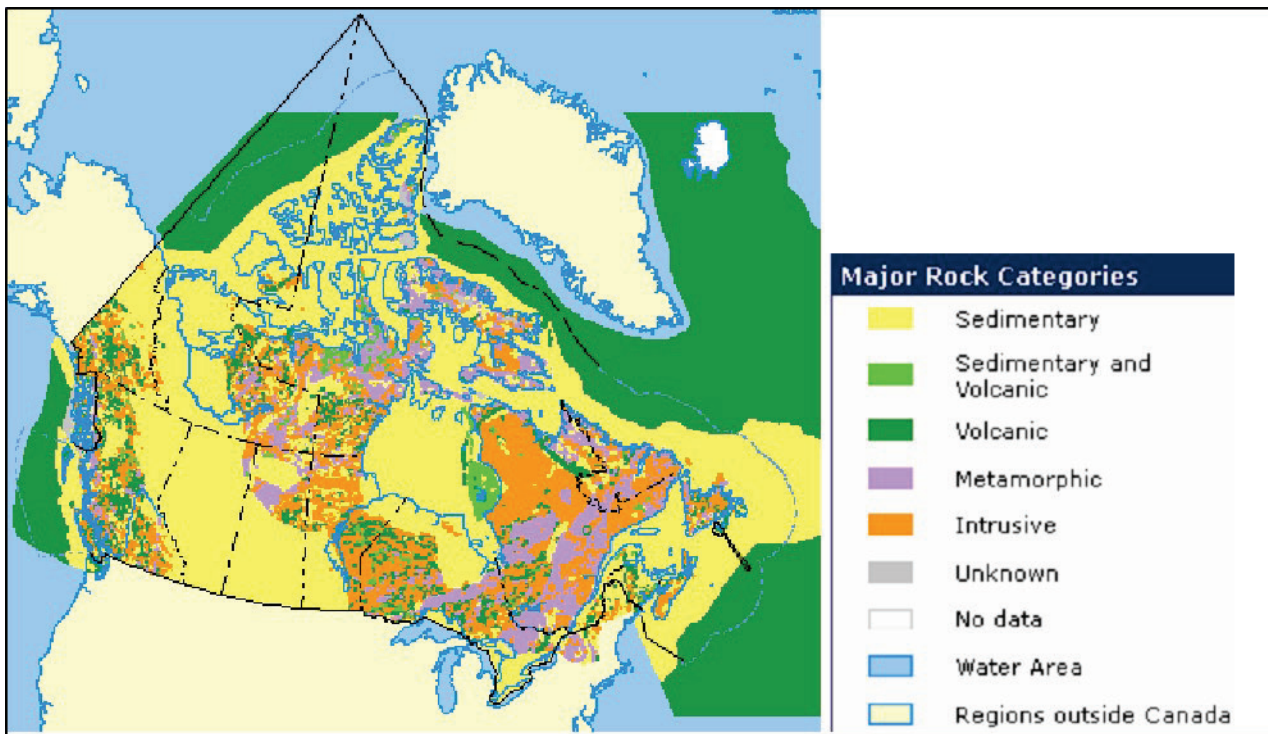 Major Rock Categories
Sedimentary
Sedimentary and
Volcanic
Volcanic
Metamorphic
Intrusive
Unknown
No data
Water Area
Regions outside Canada